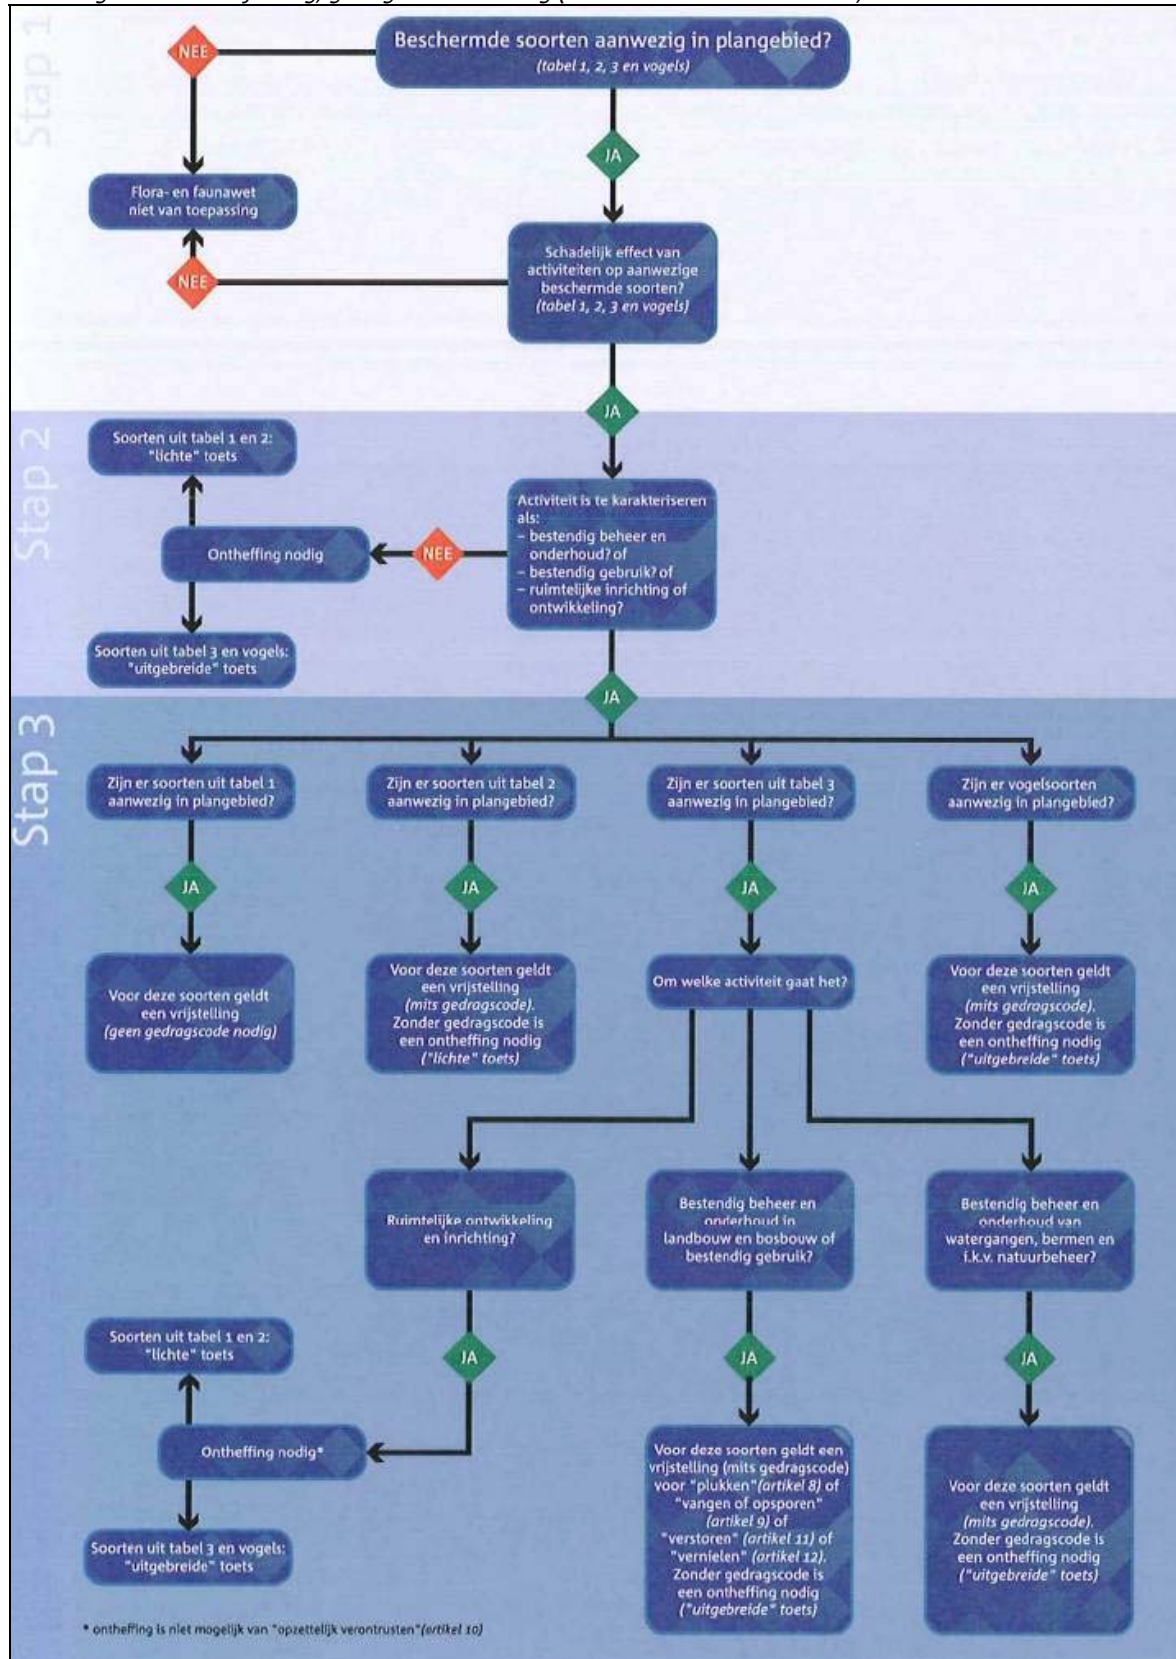 Stap 1
Beschermde soorten aanwezig in plangebied?
(tabel 1, 2, 3 en vogels)
NEE
JA
Flora- en faunawet
niet van toepassing
NEE
Schadelijk effect van
activiteiten op aanwezige
beschermde soorten?
(tabel 1, 2, 3 en vogels)
JA
Stap 2
Soorten uit tabel 1 en 2:
"lichte" toets
Ontheffing nodig
NEE
Activiteit is te karakteriseren
als:
– bestendig beheer en
onderhoud? of
– bestendig gebruik? of
– ruimtelijke inrichting of
ontwikkeling?
Soorten uit tabel 3 en vogels:
"uitgebreide" toets
JA
Stap 3
Zijn er soorten uit tabel 1
aanwezig in plangebied?
Zijn er soorten uit tabel 2
aanwezig in plangebied?
Zijn er soorten uit tabel 3
aanwezig in plangebied?
Zijn er vogelsoorten
aanwezig in plangebied?
JA
JA
JA
JA
Voor deze soorten geldt
een vrijstelling
(geen gedragscode nodig)
Voor deze soorten geldt
een vrijstelling
(mits gedragscode).
Zonder gedragscode is
een ontheffing nodig
("lichte" toets)
Om welke activiteit gaat het?
Voor deze soorten geldt
een vrijstelling
(mits gedragscode).
Zonder gedragscode is
een ontheffing nodig
("uitgebreide" toets)
Ruimtelijke ontwikkeling
en inrichting?
Bestendig beheer en
onderhoud in
landbouw en bosbouw of
bestendig gebruik?
Bestendig beheer en
onderhoud van
watergangen, bermen en
i.k.v. natuurbeheer?
JA
JA
JA
Soorten uit tabel 1 en 2:
"lichte" toets
Ontheffing nodig*
Soorten uit tabel 3 en vogels:
"uitgebreide" toets
Voor deze soorten geldt een
vrijstelling (mits gedragscode)
voor "plukken" (artikel 8) of
"vangen of opsporen"
(artikel 9) of
"verstoren" (artikel 11) of
"vernielen" (artikel 12).
Zonder gedragscode is
een ontheffing nodig
("uitgebreide" toets)
Voor deze soorten geldt
een vrijstelling
(mits gedragscode).
Zonder gedragscode is
een ontheffing nodig
("uitgebreide" toets)
* ontheffing is niet mogelijk van "opzettelijk verontrusten" (artikel 10)